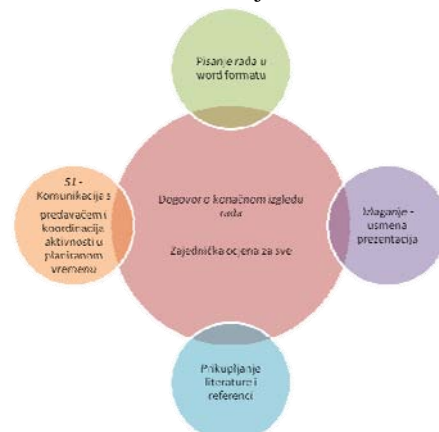 Pisanje rada u
word formatu
S1 -
Komunikacija s
predavačem i
koordinacija
aktivnosti u
planiranom
vremenu
Dogovor o konačnom izgledu
rada
Zajednička ocjena za sve
Izlaganje -
usmena
prezentacija
Prikupljanje
literature i
referenci